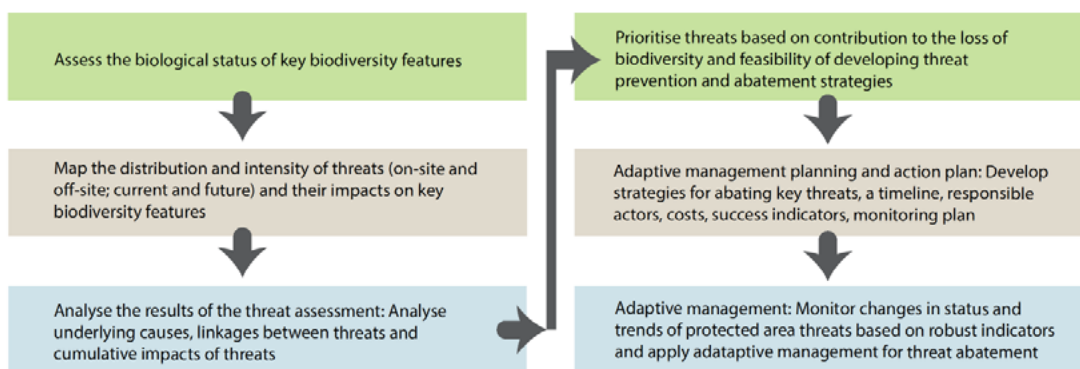 Assess the biological status of key biodiversity features
Map the distribution and intensity of threats (on-site and
off-site; current and future) and their impacts on key
biodiversity features
Analyse the results of the threat assessment: Analyse
underlying causes, linkages between threats and
cumulative impacts of threats
Prioritise threats based on contribution to the loss of
biodiversity and feasibility of developing threat
prevention and abatement strategies
Adaptive management planning and action plan: Develop
strategies for abating key threats, a timeline, responsible
actors, costs, success indicators, monitoring plan
Adaptive management: Monitor changes in status and
trends of protected area threats based on robust indicators
and apply adataptive management for threat abatement